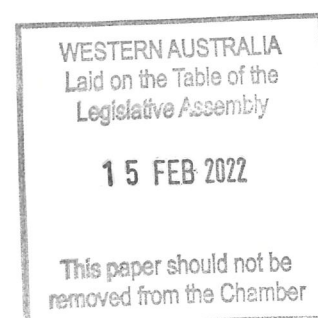 WESTERN AUSTRALIA
Laid on the Table of the
Legislative Assembly
15 FEB 2022
This paper should not be
removed from the Chamber